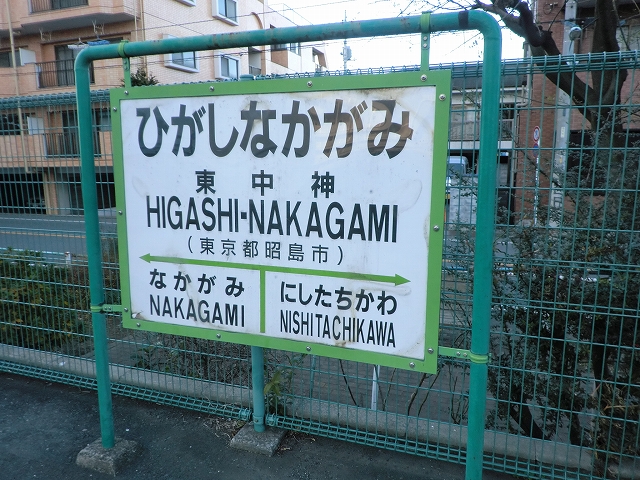 ひがしなかがみ
東中神
HIGASHI-NAKAGAMI
(東京都昭島市)
なかがみ
NAKAGAMI
にしたちかわ
NISHITACHIKAWA